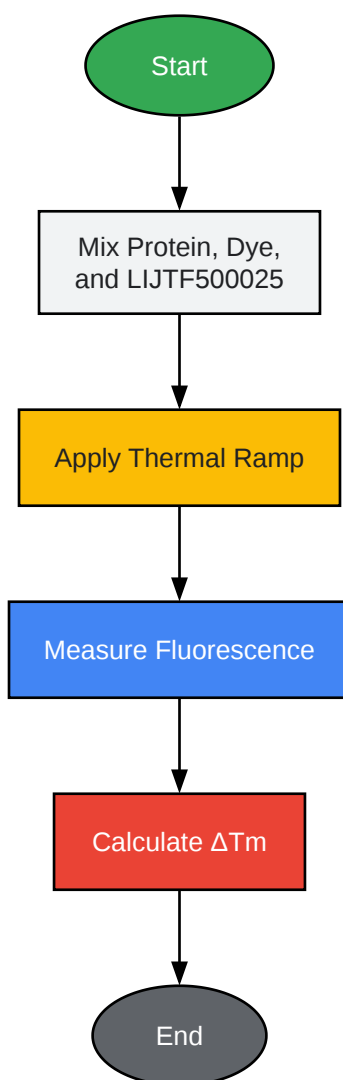 Start
Mix Protein, Dye,
and LIJTF500025
Apply Thermal Ramp
Measure Fluorescence
Calculate ΔTm
End